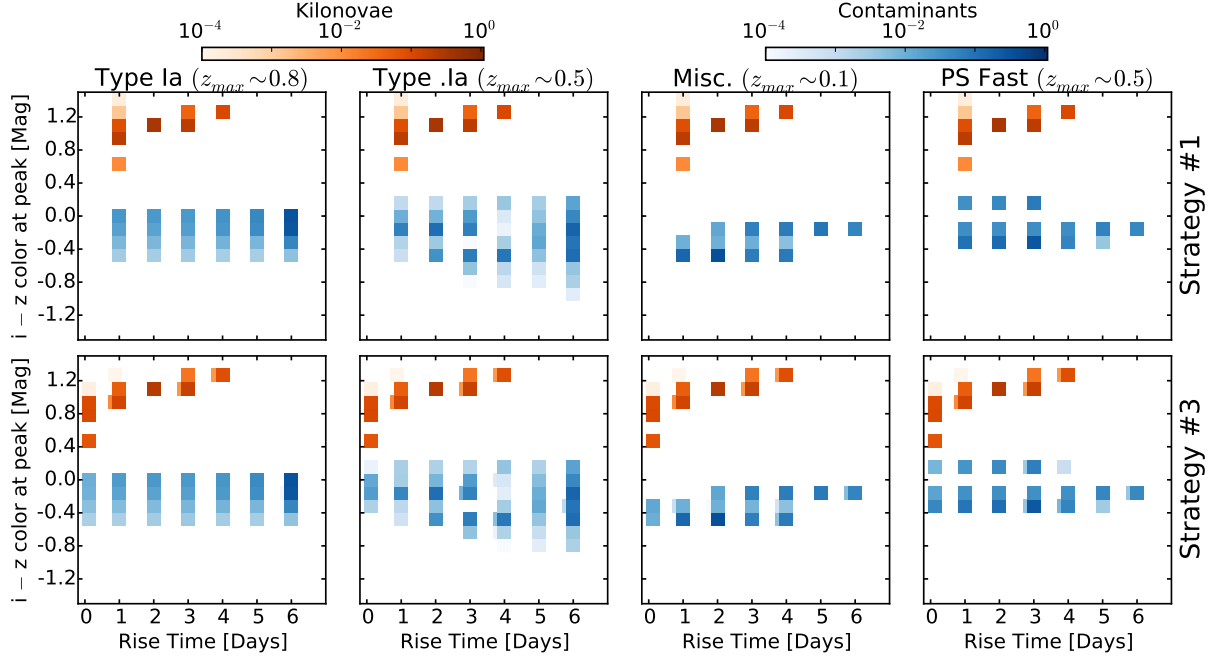 Kilonovae Contaminants
10⁻⁴ 10⁻² 10⁰ 10⁻⁴ 10⁻² 10⁰
Type Ia (z_max~0.8) Type .Ia (z_max~0.5) Misc. (z_max~0.1) PS Fast (z_max~0.5)
i − z color at peak [Mag]
1.2
0.8
0.4
0.0
-0.4
-0.8
-1.2
Strategy #1
i − z color at peak [Mag]
1.2
0.8
0.4
0.0
-0.4
-0.8
-1.2
Strategy #3
0 1 2 3 4 5 6 0 1 2 3 4 5 6 0 1 2 3 4 5 6 0 1 2 3 4 5 6
Rise Time [Days] Rise Time [Days] Rise Time [Days] Rise Time [Days]